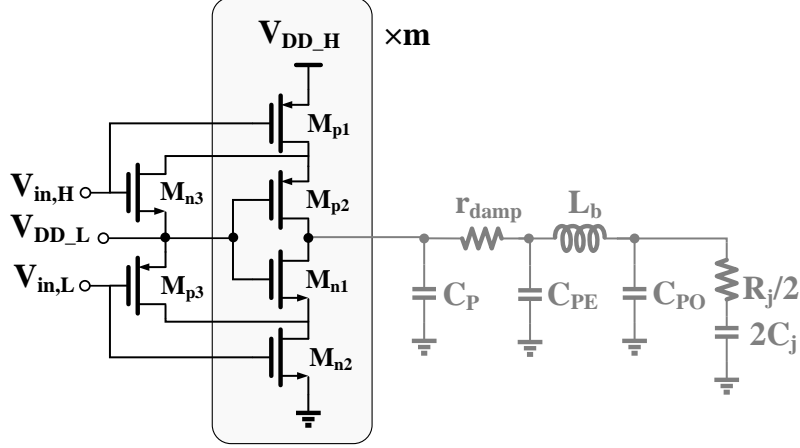 V_DD_H
×m
M_p1
V_in,H
M_n3
M_p2
r_damp
L_b
V_DD_L
V_in,L
M_p3
M_n1
C_P
C_PE
C_PO
R_j/2
2C_j
M_n2